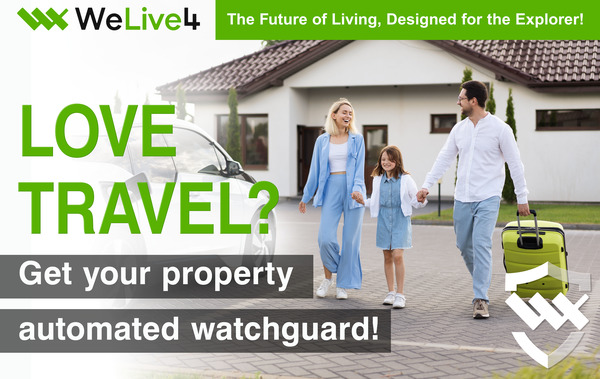 WeLive4
The Future of Living, Designed for the Explorer!
LOVE
TRAVEL?
Get your property
automated watchguard!